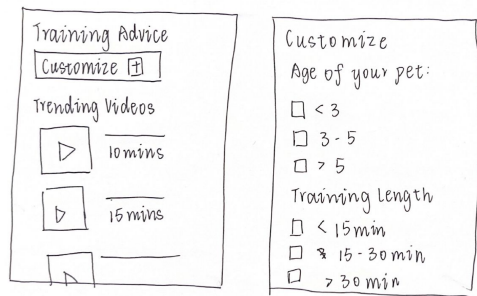 Training Advice
Customize +
Trending Videos
10mins
15mins
Customize
Age of your pet:
< 3
3-5
> 5
Training Length
< 15min
15-30min
> 30min